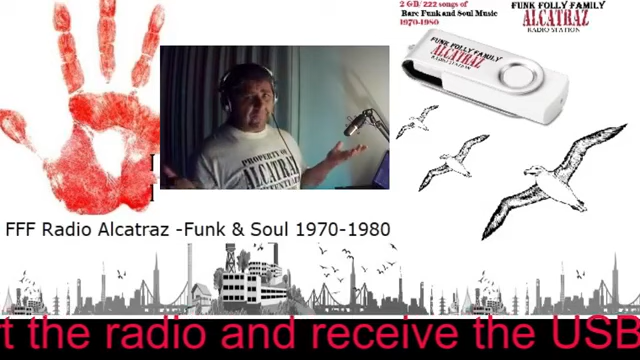 2 GB/ 222 songs of
Rare Funk and Soul Music
1970-1980
FUNK FOLLY FAMILY
ALCATRAZ
RADIO STATION
FUNK FOLLY FAMILY
ALCATRAZ
RADIO STATION
PROPERTY OF
ALCATRAZ
PENITENTIARY
FFF Radio Alcatraz -Funk & Soul 1970-1980
t the radio and receive the USB